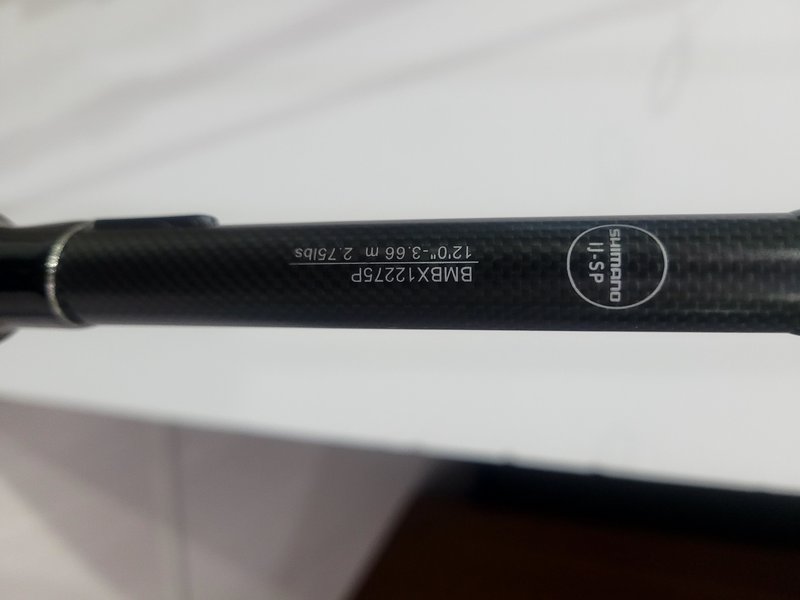 BMBX12275P
12'0"-3.66 m 2.75lbs
SHIMANO
IJ-SP